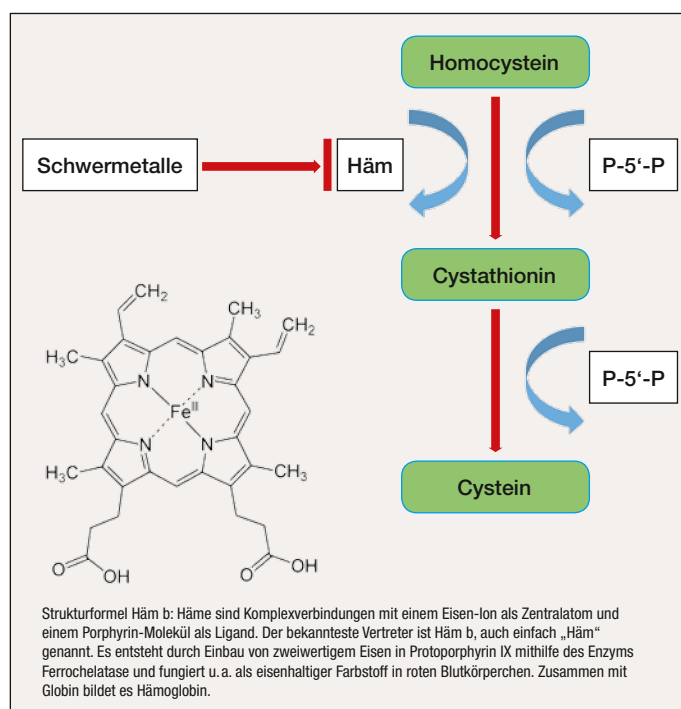 Homocystein
Schwermetalle
Häm
P-5‘-P
Cystathionin
P-5‘-P
Cystein
CH2
CH3
CH2
H3C
N
N
FeII
N
N
H3C
CH3
O
OH
O
OH
Strukturformel Häm b: Häme sind Komplexverbindungen mit einem Eisen-Ion als Zentralatom und
einem Porphyrin-Molekül als Ligand. Der bekannteste Vertreter ist Häm b, auch einfach „Häm“
genannt. Es entsteht durch Einbau von zweiwertigem Eisen in Protoporphyrin IX mithilfe des Enzyms
Ferrochelatase und fungiert u. a. als eisenhaltiger Farbstoff in roten Blutkörperchen. Zusammen mit
Globin bildet es Hämoglobin.